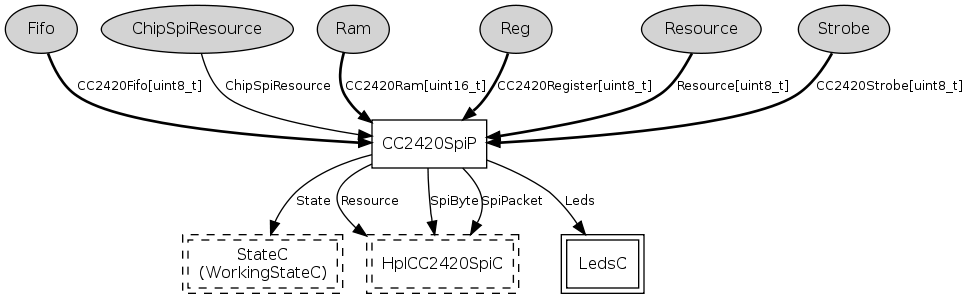 Fifo
ChipSpiResource
Ram
Reg
Resource
Strobe
CC2420Fifo[uint8_t]
ChipSpiResource
CC2420Ram[uint16_t]
CC2420Register[uint8_t]
Resource[uint8_t]
CC2420Strobe[uint8_t]
CC2420SpiP
State
Resource
SpiByte
SpiPacket
Leds
StateC
(WorkingStateC)
HplCC2420SpiC
LedsC